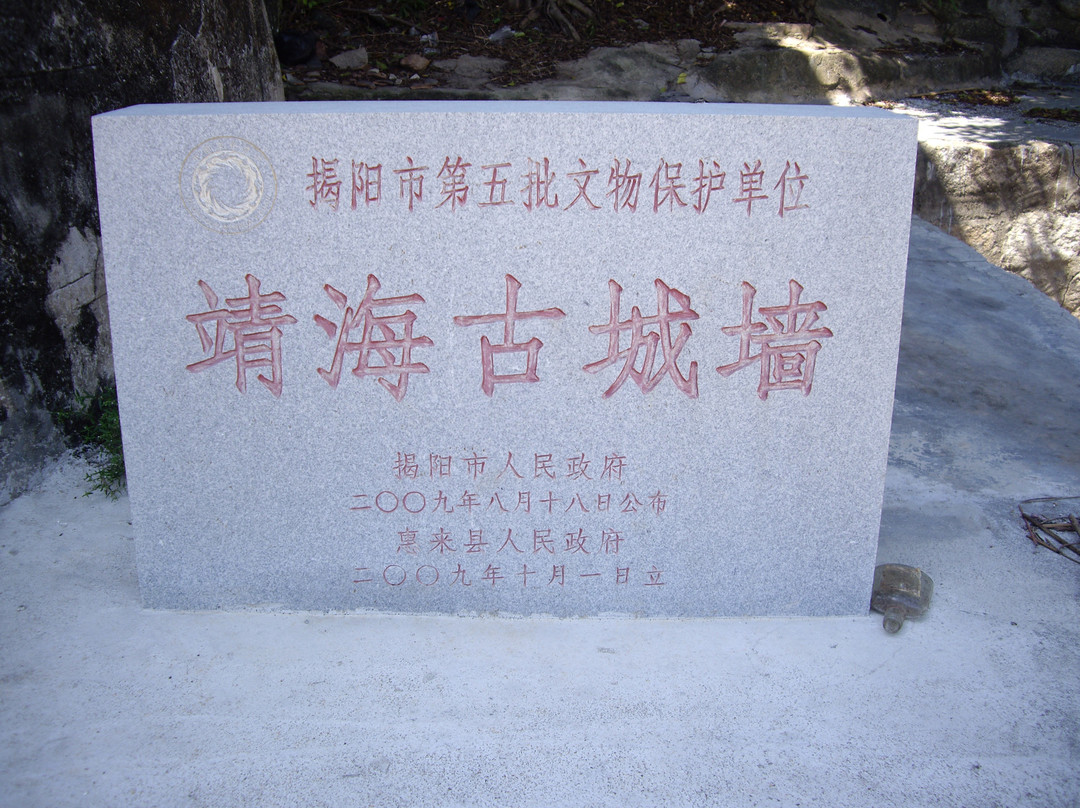 揭阳市第五批文物保护单位
靖海古城墙
揭阳市人民政府
二〇〇九年八月十八日公布
惠来县人民政府
二〇〇九年十月一日立